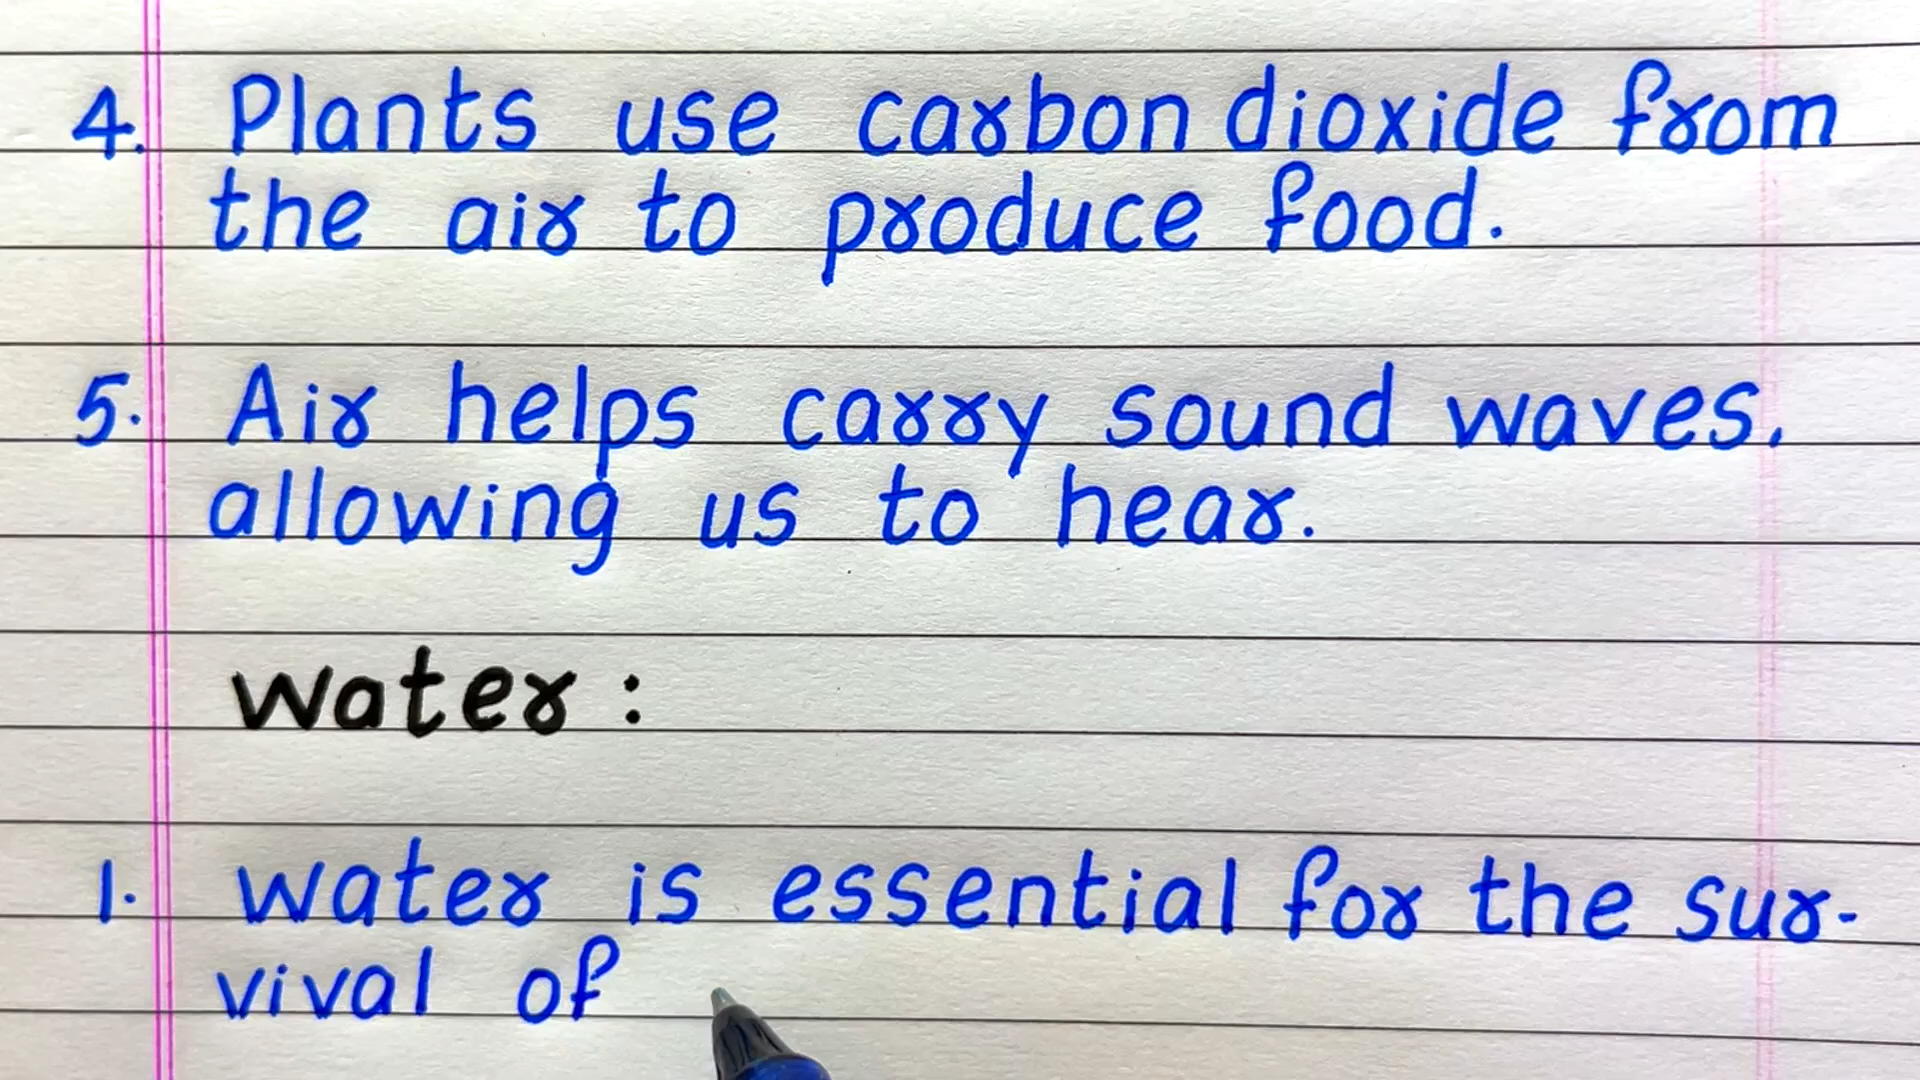 4. Plants use carbon dioxide from
the air to produce food.
5. Air helps carry sound waves,
allowing us to hear.
Water :
1. Water is essential for the sur-
vival of